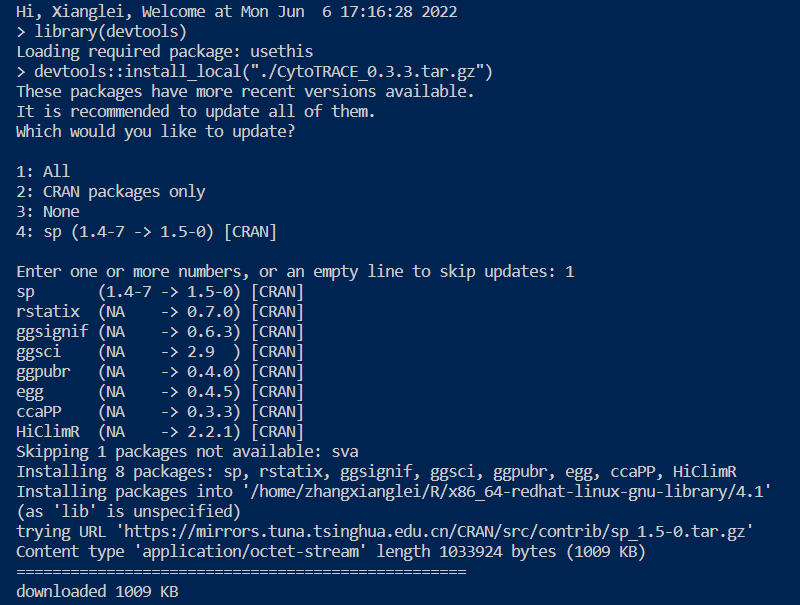 Hi, Xianglei, Welcome at Mon Jun  6 17:16:28 2022
> library(devtools)
Loading required package: usethis
> devtools::install_local("./CytoTRACE_0.3.3.tar.gz")
These packages have more recent versions available.
It is recommended to update all of them.
Which would you like to update?

1: All
2: CRAN packages only
3: None
4: sp (1.4-7 -> 1.5-0) [CRAN]

Enter one or more numbers, or an empty line to skip updates: 1
sp       (1.4-7 -> 1.5-0) [CRAN]
rstatix  (NA    -> 0.7.0) [CRAN]
ggsignif (NA    -> 0.6.3) [CRAN]
ggsci    (NA    -> 2.9  ) [CRAN]
ggpubr   (NA    -> 0.4.0) [CRAN]
egg      (NA    -> 0.4.5) [CRAN]
ccaPP    (NA    -> 0.3.3) [CRAN]
HiClimR  (NA    -> 2.2.1) [CRAN]
Skipping 1 packages not available: sva
Installing 8 packages: sp, rstatix, ggsignif, ggsci, ggpubr, egg, ccaPP, HiClimR
Installing packages into '/home/zhangxianglei/R/x86_64-redhat-linux-gnu-library/4.1'
(as 'lib' is unspecified)
trying URL 'https://mirrors.tuna.tsinghua.edu.cn/CRAN/src/contrib/sp_1.5-0.tar.gz'
Content type 'application/octet-stream' length 1033924 bytes (1009 KB)
==================================================
downloaded 1009 KB